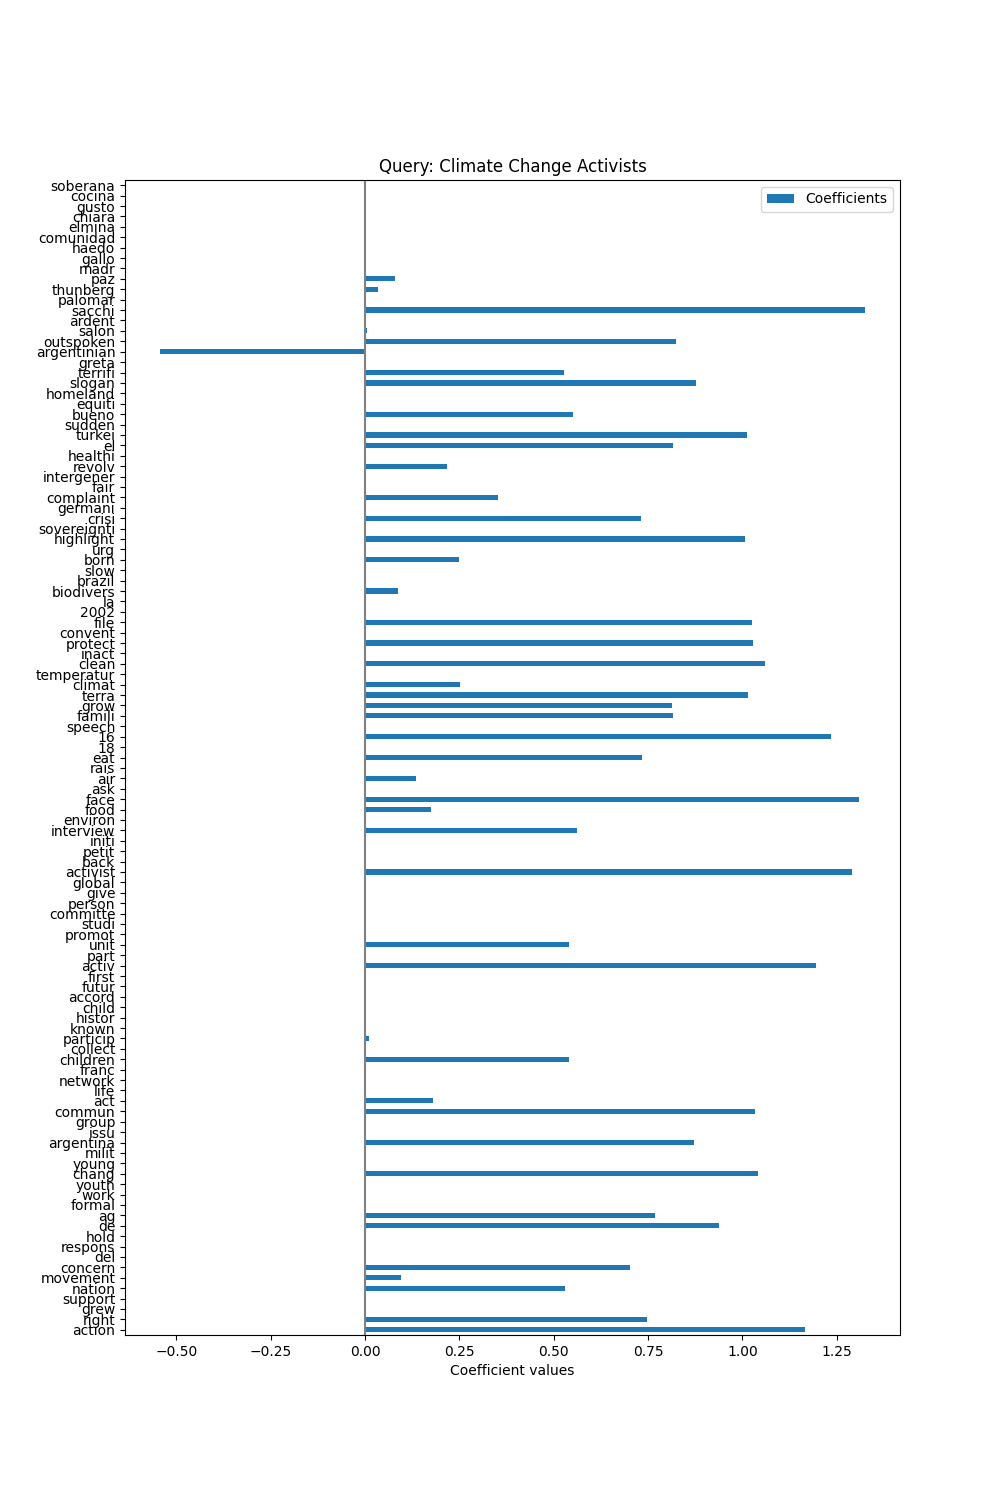 Query: Climate Change Activists
Coefficients
soberana
cocina
gusto
chiara
elmina
comunidad
haedo
gallo
madr
paz
thunberg
palomar
sacchi
ardent
salon
outspoken
argentinian
greta
terrifi
slogan
homeland
equiti
bueno
sudden
turkei
el
healthi
revolv
intergener
fair
complaint
germani
crisi
sovereignti
highlight
urg
born
slow
brazil
biodivers
la
2002
file
convent
protect
inact
clean
temperatur
climat
terra
grow
famili
speech
16
18
eat
rais
air
ask
face
food
environ
interview
initi
petit
back
activist
global
give
person
committe
studi
promot
unit
part
activ
first
futur
accord
child
histor
known
particip
collect
children
franc
network
life
act
commun
group
issu
argentina
milit
young
chang
youth
work
formal
ag
de
hold
respons
del
concern
movement
nation
support
grew
right
action
−0.50 −0.25 0.00 0.25 0.50 0.75 1.00 1.25
Coefficient values